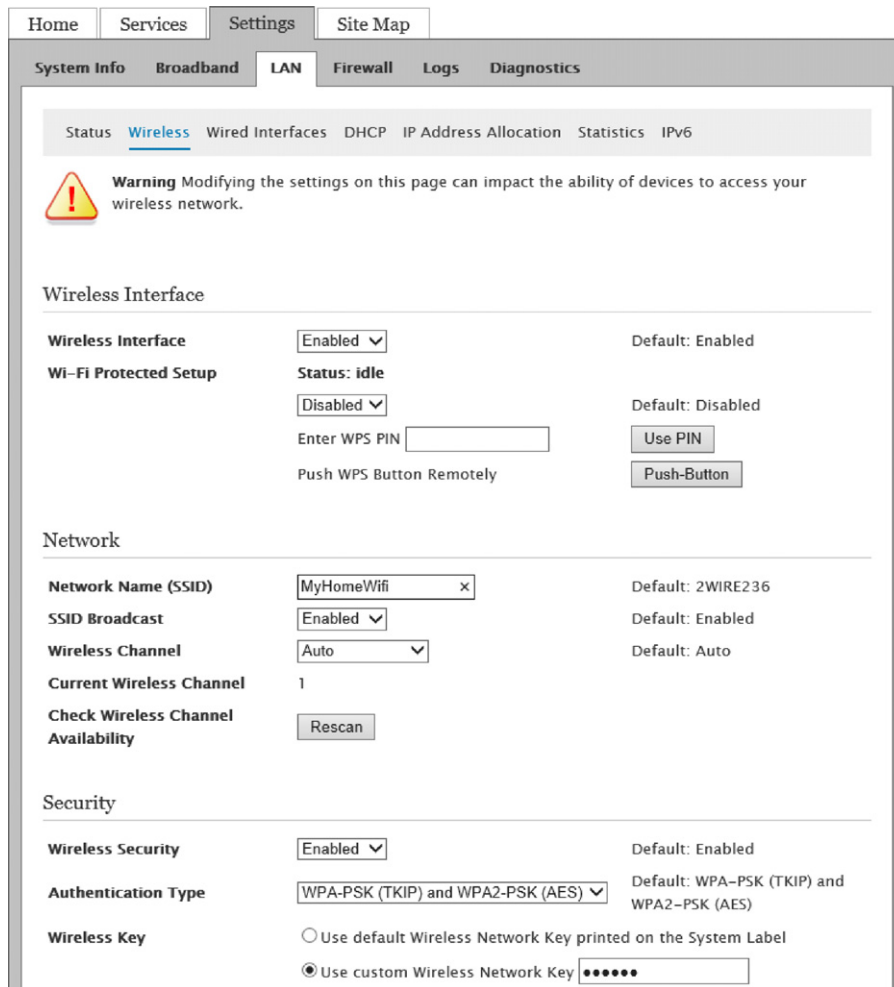 Home Services Settings Site Map
System Info Broadband LAN Firewall Logs Diagnostics
Status Wireless Wired Interfaces DHCP IP Address Allocation Statistics IPv6
Warning Modifying the settings on this page can impact the ability of devices to access your
wireless network.
Wireless Interface
Wireless Interface Enabled Default: Enabled
Wi-Fi Protected Setup Status: idle
Disabled Default: Disabled
Enter WPS PIN Use PIN
Push WPS Button Remotely Push-Button
Network
Network Name (SSID) MyHomeWifi × Default: 2WIRE236
SSID Broadcast Enabled Default: Enabled
Wireless Channel Auto Default: Auto
Current Wireless Channel 1
Check Wireless Channel
Availability Rescan
Security
Wireless Security Enabled Default: Enabled
Authentication Type WPA-PSK (TKIP) and WPA2-PSK (AES) Default: WPA-PSK (TKIP) and
WPA2-PSK (AES)
Wireless Key Use default Wireless Network Key printed on the System Label
Use custom Wireless Network Key ●●●●●●